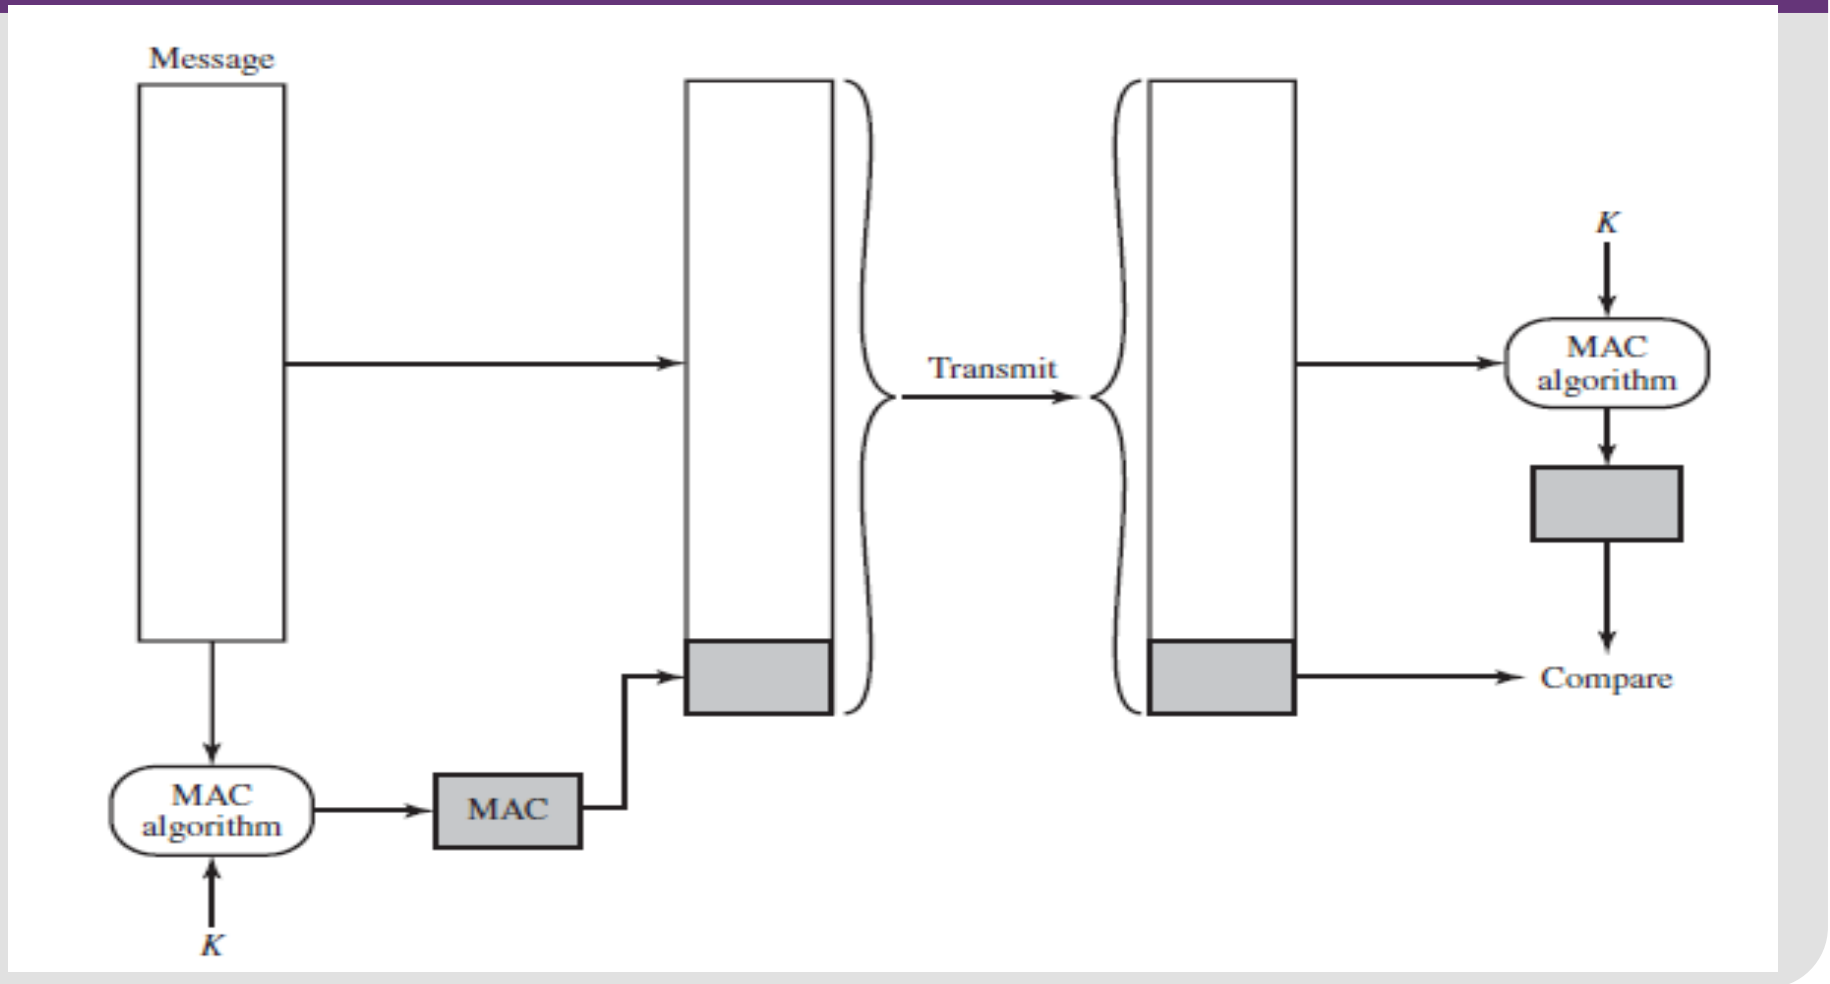 Message
K
Transmit
MAC
algorithm
Compare
MAC
algorithm
MAC
K